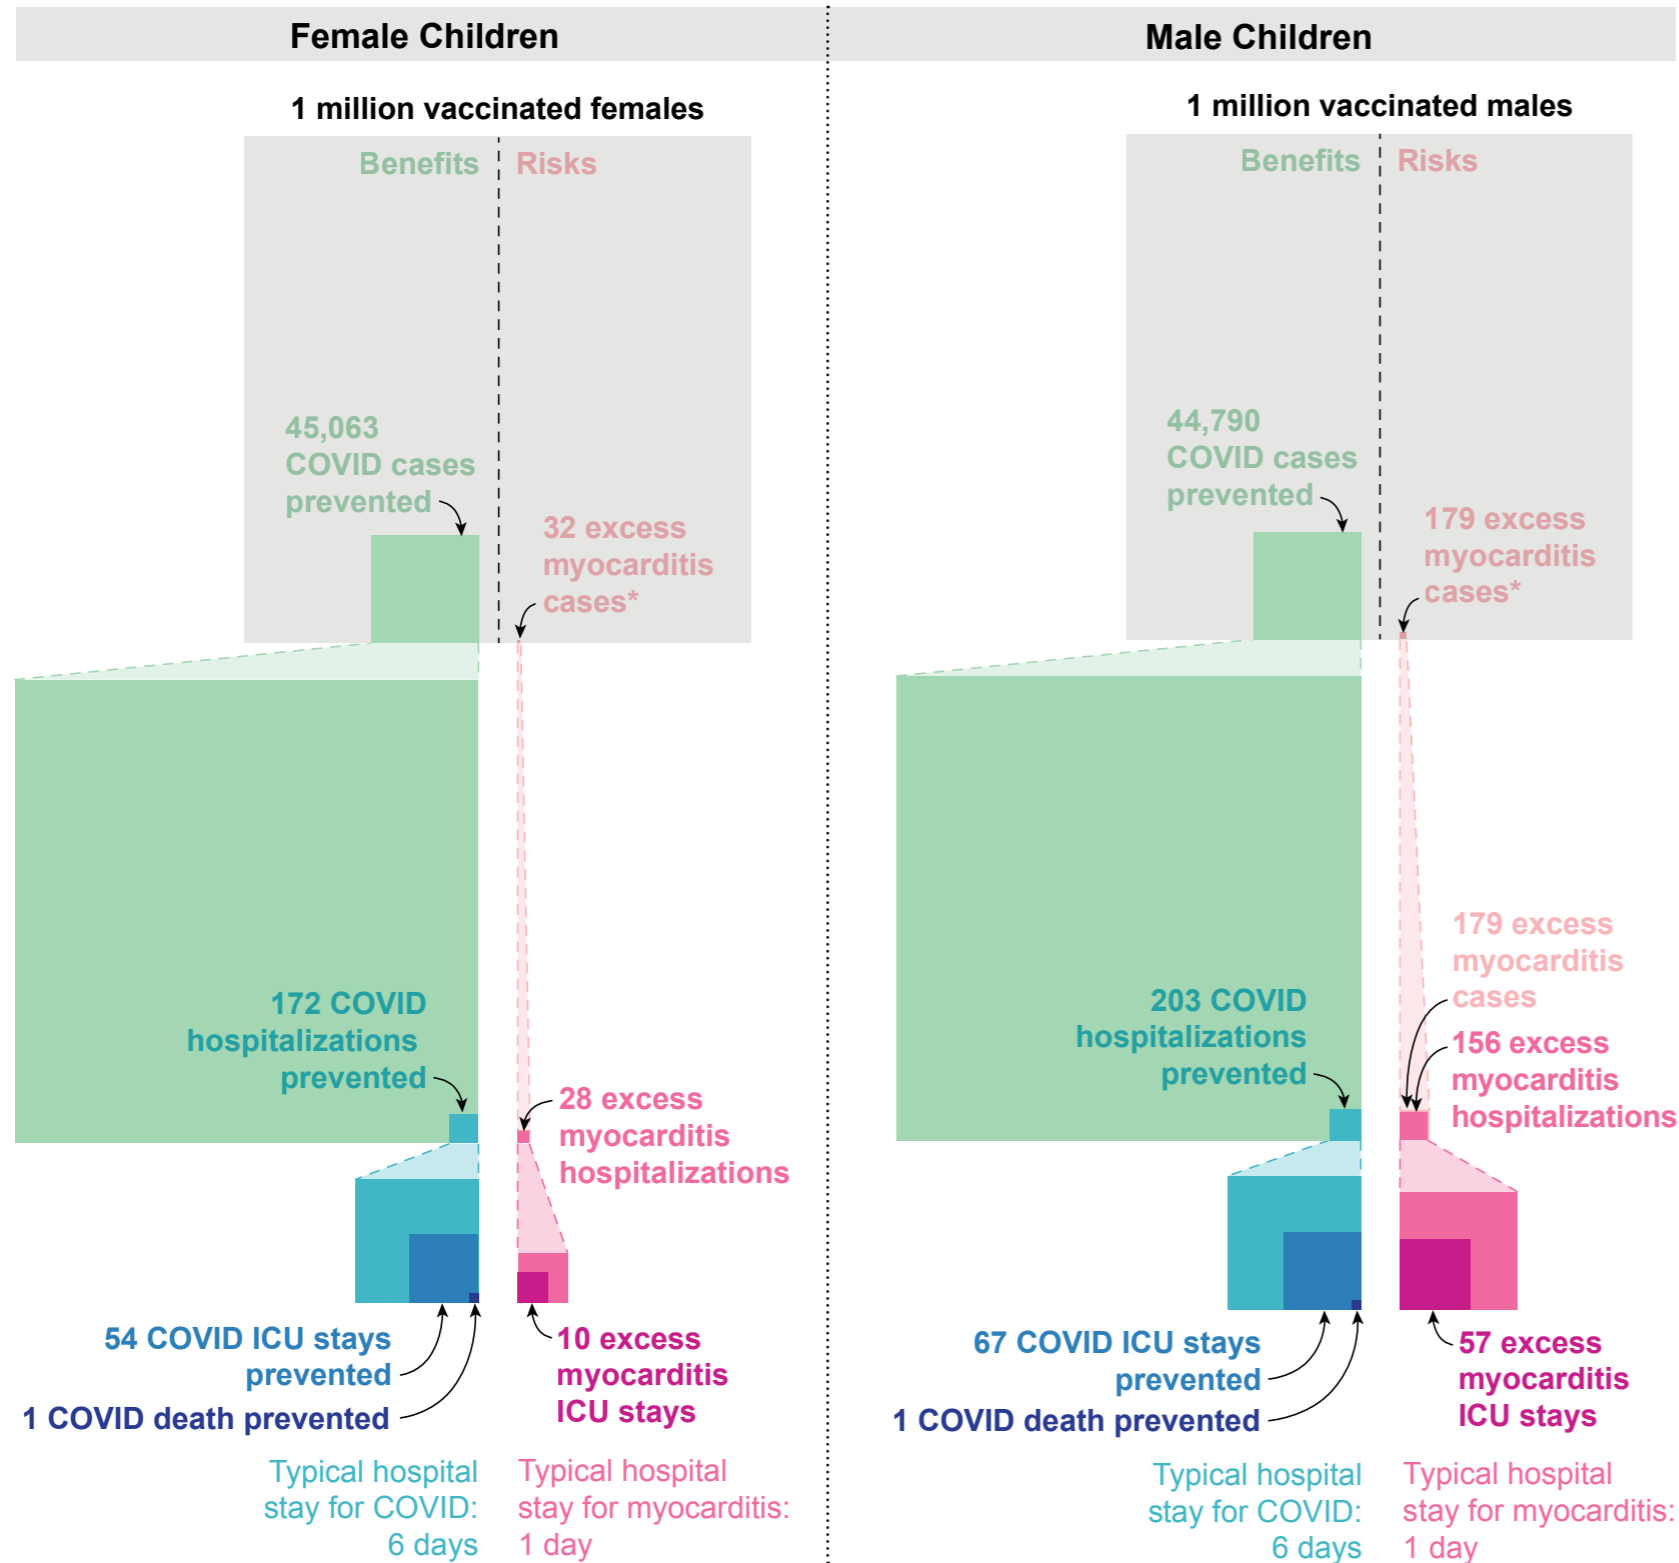 Female Children
1 million vaccinated females
Benefits
Risks
45,063
COVID cases
prevented
32 excess
myocarditis
cases*
172 COVID
hospitalizations
prevented
28 excess
myocarditis
hospitalizations
54 COVID ICU stays
prevented
1 COVID death prevented
10 excess
myocarditis
ICU stays
Typical hospital
stay for COVID:
6 days
Typical hospital
stay for myocarditis:
1 day
Male Children
1 million vaccinated males
Benefits
Risks
44,790
COVID cases
prevented
179 excess
myocarditis
cases*
203 COVID
hospitalizations
prevented
179 excess
myocarditis
cases
156 excess
myocarditis
hospitalizations
67 COVID ICU stays
prevented
1 COVID death prevented
57 excess
myocarditis
ICU stays
Typical hospital
stay for COVID:
6 days
Typical hospital
stay for myocarditis:
1 day